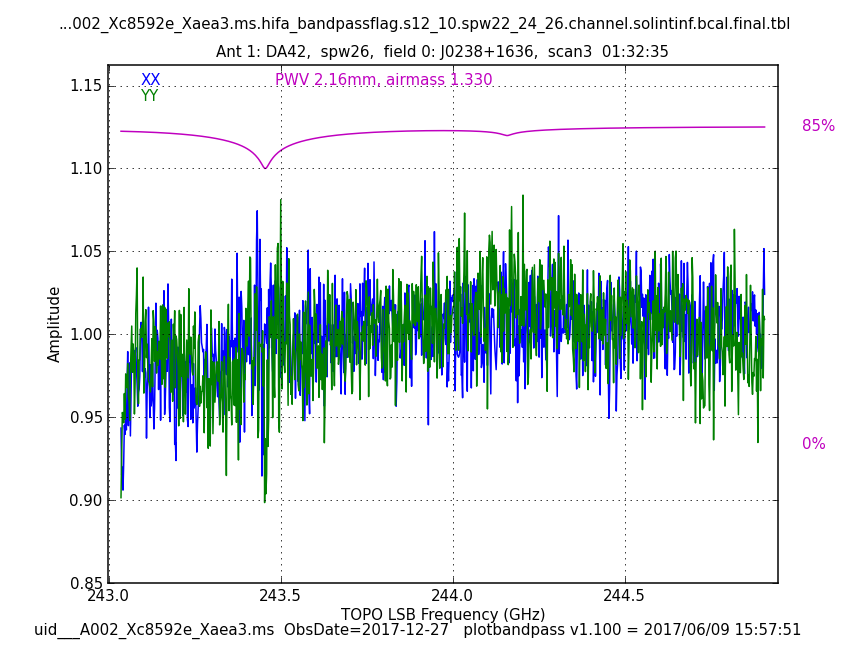 ...002_Xc8592e_Xaea3.ms.hifa_bandpassflag.s12_10.spw22_24_26.channel.solintinf.bcal.final.tbl
Ant 1: DA42,  spw26,  field 0: J0238+1636,  scan3  01:32:35
XX
PWV 2.16mm, airmass 1.330
YY
1.15
1.10
1.05
1.00
0.95
0.90
0.85
Amplitude
85%
0%
243.0
243.5
244.0
244.5
TOPO LSB Frequency (GHz)
uid___A002_Xc8592e_Xaea3.ms  ObsDate=2017-12-27   plotbandpass v1.100 = 2017/06/09 15:57:51